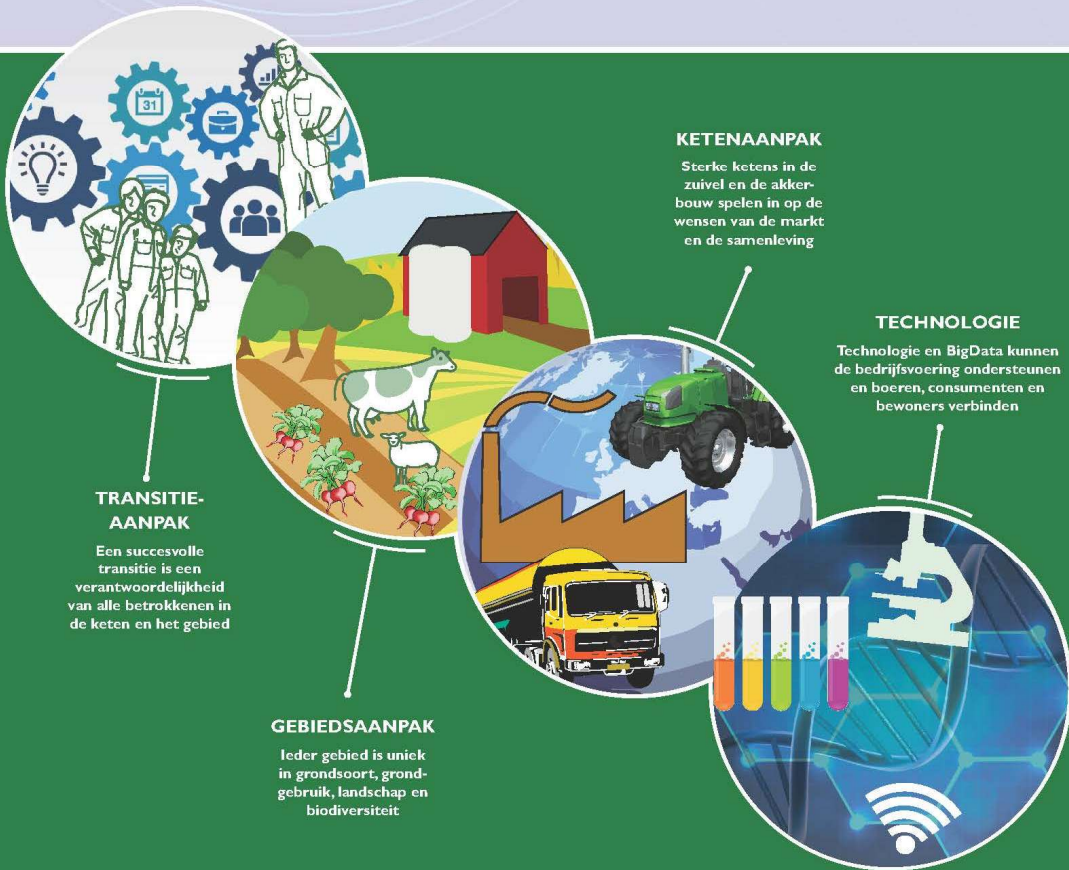 31
KETENAANPAK
Sterke ketens in de
zuivel en de akker-
bouw spelen in op de
wensen van de markt
en de samenleving
TECHNOLOGIE
Technologie en BigData kunnen
de bedrijfsvoering ondersteunen
en boeren, consumenten en
bewoners verbinden
TRANSITIE-
AANPAK
Een succesvolle
transitie is een
verantwoordelijkheid
van alle betrokkenen in
de keten en het gebied
GEBIEDSAANPAK
Ieder gebied is uniek
in grondsoort, grond-
gebruik, landschap en
biodiversiteit